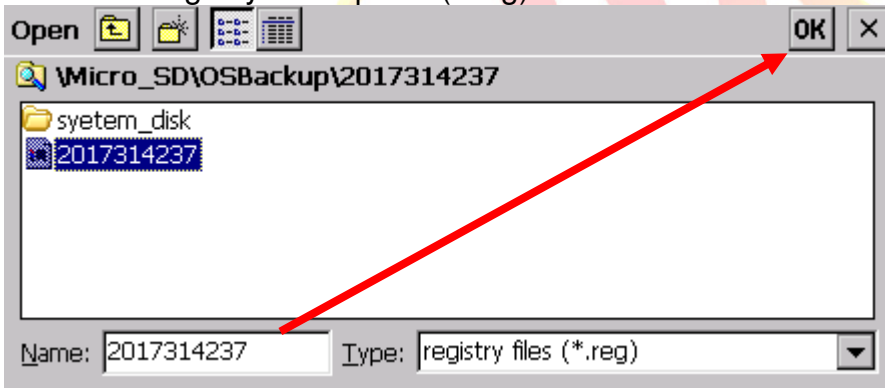 Open OK ×
\Micro_SD\OSBackup\2017314237
syetem_disk
2017314237
Name: 2017314237 Type: registry files (*.reg)